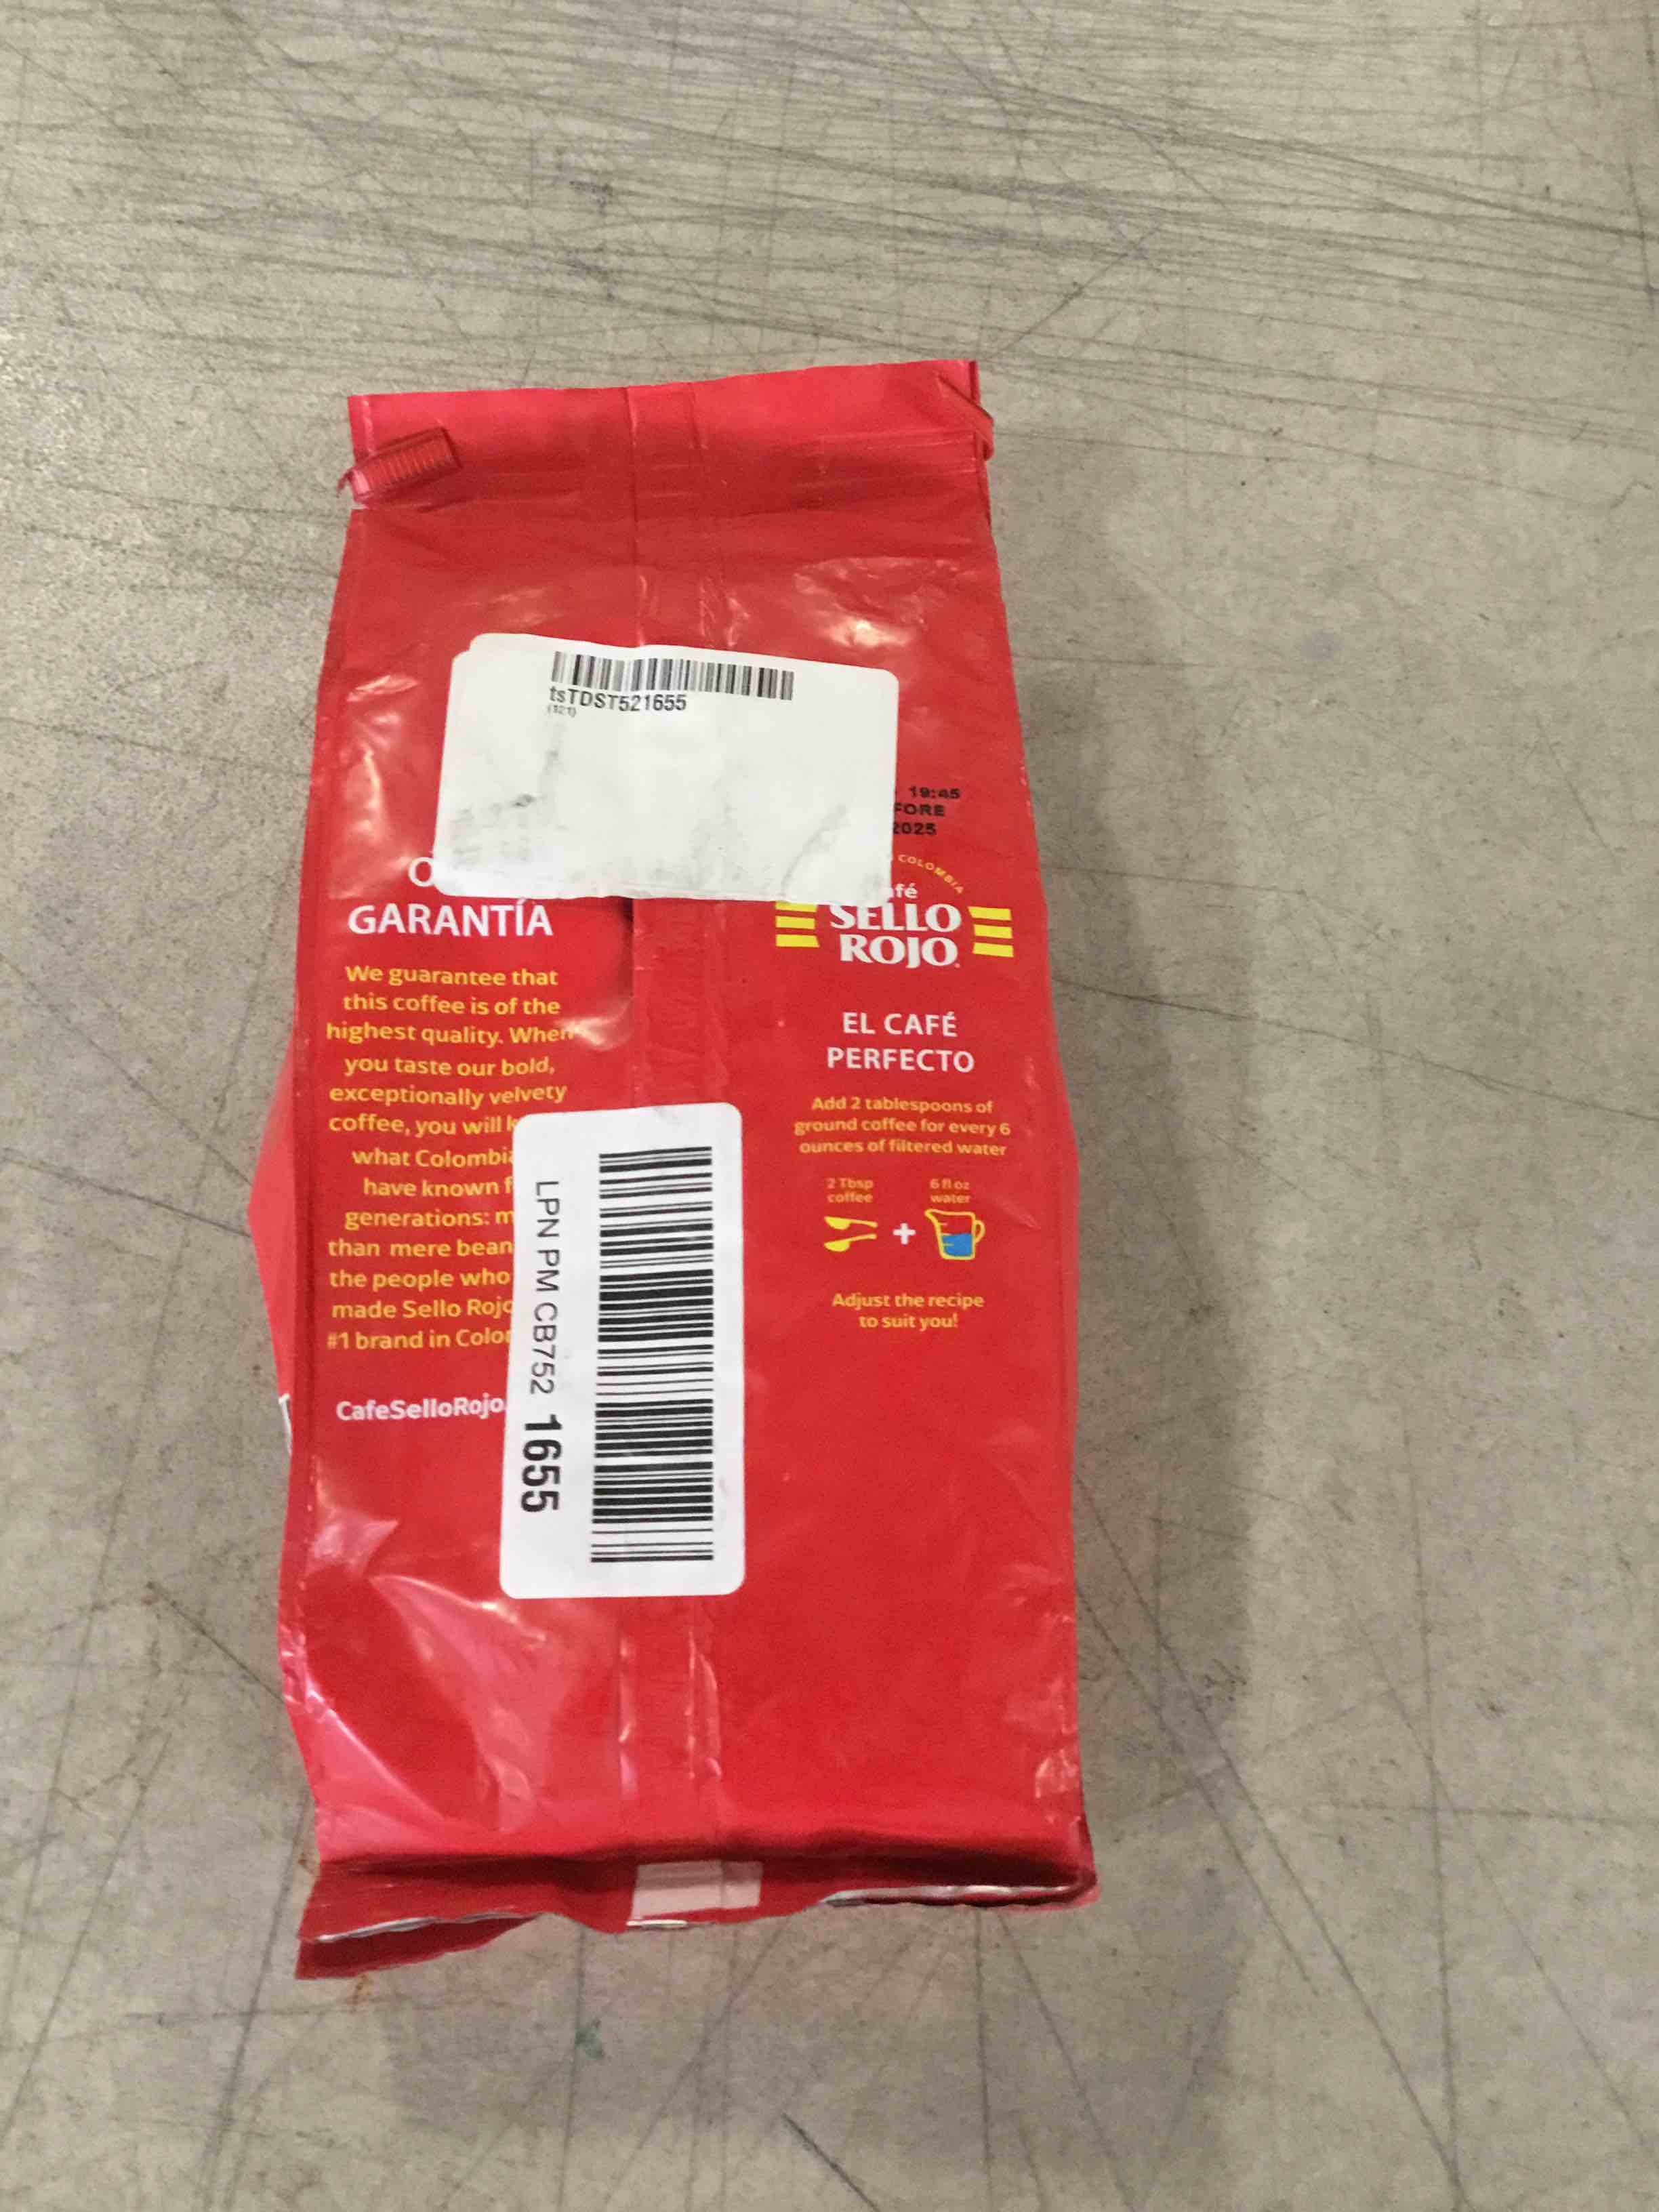 tsTDST521655
(121)
19:45
FORE
2025
O
GARANTÍA
We guarantee that
this coffee is of the
highest quality. When
you taste our bold,
exceptionally velvety
coffee, you will k
what Colombia
have known f
generations: m
than mere bean
the people who
made Sello Rojo
#1 brand in Color
CafeSelloRojo.
LPN PM CB752 1655
COLOMBIA
afé
SELLO
ROJO
EL CAFÉ
PERFECTO
Add 2 tablespoons of
ground coffee for every 6
ounces of filtered water
2 Tbsp
coffee
+
6 fl oz
water
Adjust the recipe
to suit you!